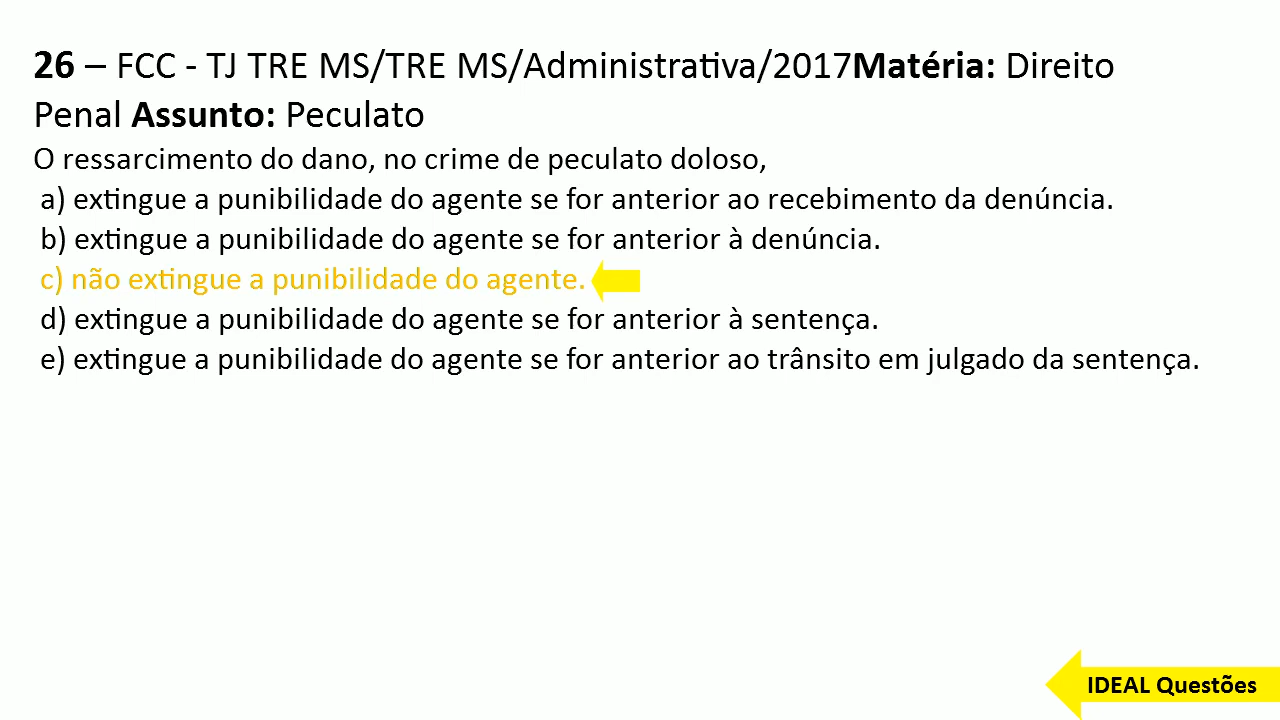 26 – FCC - TJ TRE MS/TRE MS/Administrativa/2017Matéria: Direito
Penal Assunto: Peculato
O ressarcimento do dano, no crime de peculato doloso,
a) extingue a punibilidade do agente se for anterior ao recebimento da denúncia.
b) extingue a punibilidade do agente se for anterior à denúncia.
c) não extingue a punibilidade do agente.
d) extingue a punibilidade do agente se for anterior à sentença.
e) extingue a punibilidade do agente se for anterior ao trânsito em julgado da sentença.
IDEAL Questões